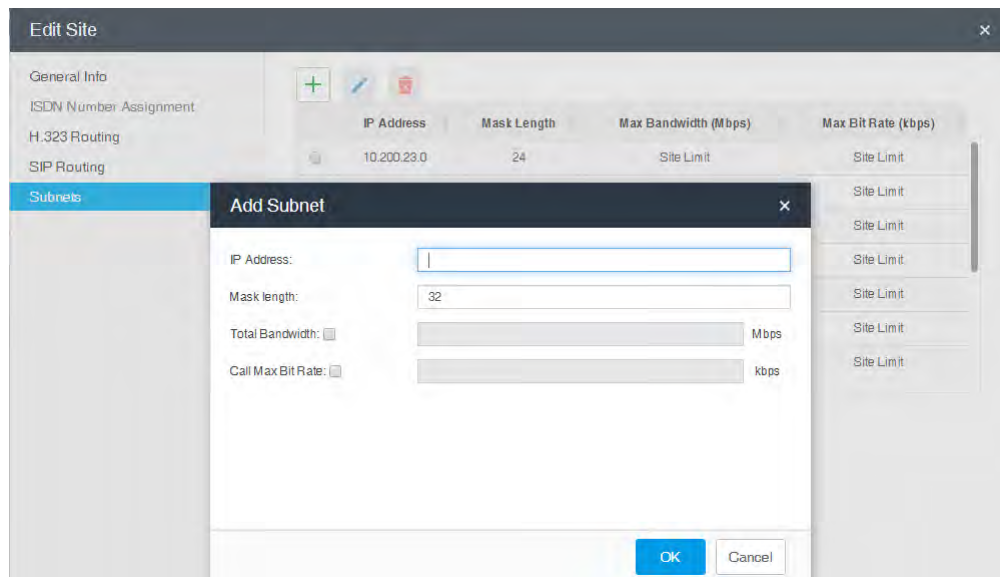 Edit Site
×
General Info
ISDN Number Assignment
H.323 Routing
SIP Routing
Subnets
+
IP Address Mask Length Max Bandwidth (Mbps) Max Bit Rate (kbps)
10.200.23.0 24 Site Limit Site Limit
Site Limit
Site Limit
Site Limit
Site Limit
Site Limit
Site Limit
Add Subnet ×
IP Address:
Mask length: 32
Total Bandwidth: Mbps
Call Max Bit Rate: kbps
OK Cancel